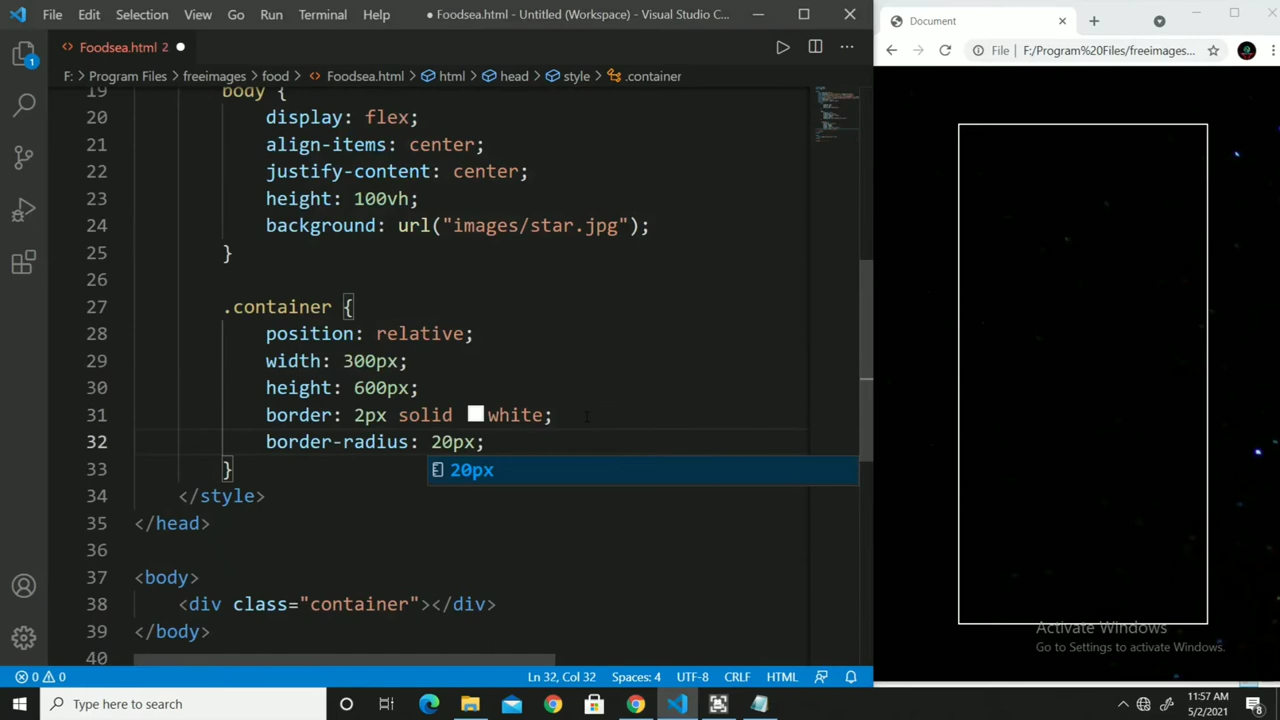 File Edit Selection View Go Run Terminal Help ● Foodsea.html - Untitled (Workspace) - Visual Studio C...
Foodsea.html 2 ●
F: > Program Files > freeimages > food > Foodsea.html > html > head > style > .container
19 body {
20 display: flex;
21 align-items: center;
22 justify-content: center;
23 height: 100vh;
24 background: url("images/star.jpg");
25 }
26
27 .container {
28 position: relative;
29 width: 300px;
30 height: 600px;
31 border: 2px solid white;
32 border-radius: 20px;
20px
33 }
34 </style>
35 </head>
36
37 <body>
38 <div class="container"></div>
39 </body>
40
1
0 0 Ln 32, Col 32 Spaces: 4 UTF-8 CRLF HTML
Document
File F:/Program%20Files/freeimages...
Activate Windows
Go to Settings to activate Windows.
Type here to search
11:57 AM
5/2/2021
8